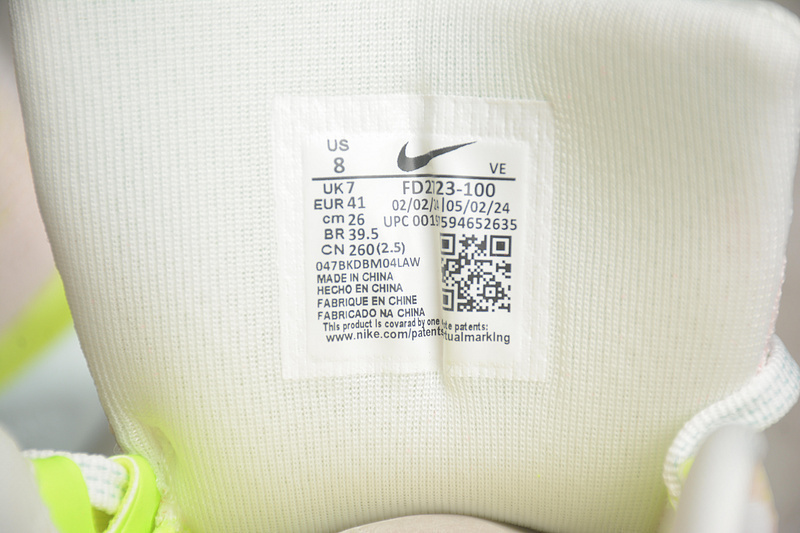 US
8 VE
UK 7 FD2 23-100
EUR 41 02/02/ 05/02/24
cm 26 UPC 001 594652635
BR 39.5
CN 260(2.5)
047BKDBM04LAW
MADE IN CHINA
HECHO EN CHINA
FABRIQUE EN CHINE
FABRICADO NA CHINA
This product is covarad by one patents:
www.nike.com/patents tualmarkIng